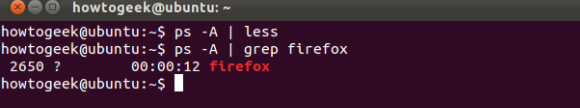 howtogeek@ubuntu: ~
howtogeek@ubuntu:~$ ps -A | less
howtogeek@ubuntu:~$ ps -A | grep firefox
 2650 ?        00:00:12 firefox
howtogeek@ubuntu:~$